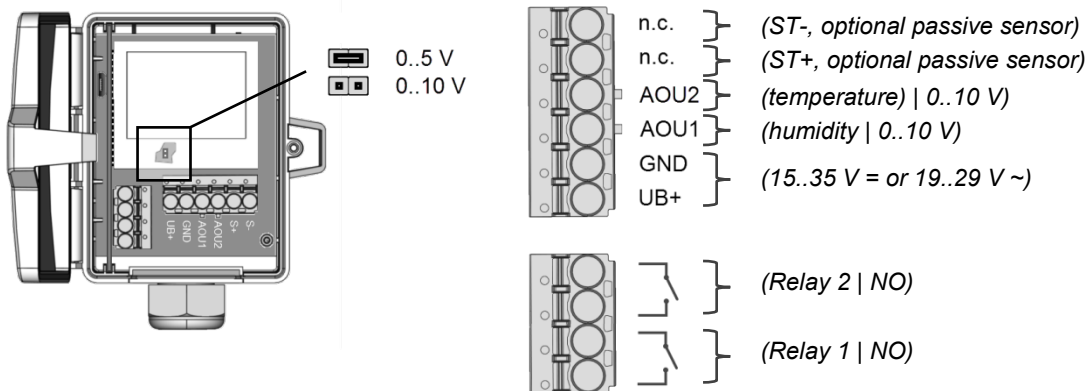 0..5 V
0..10 V
UB+
GND
AOU1
AOU2
S+
S-
n.c. (ST-, optional passive sensor)
n.c. (ST+, optional passive sensor)
AOU2 (temperature) | 0..10 V)
AOU1 (humidity | 0..10 V)
GND
UB+
(15..35 V = or 19..29 V ~)
(Relay 2 | NO)
(Relay 1 | NO)